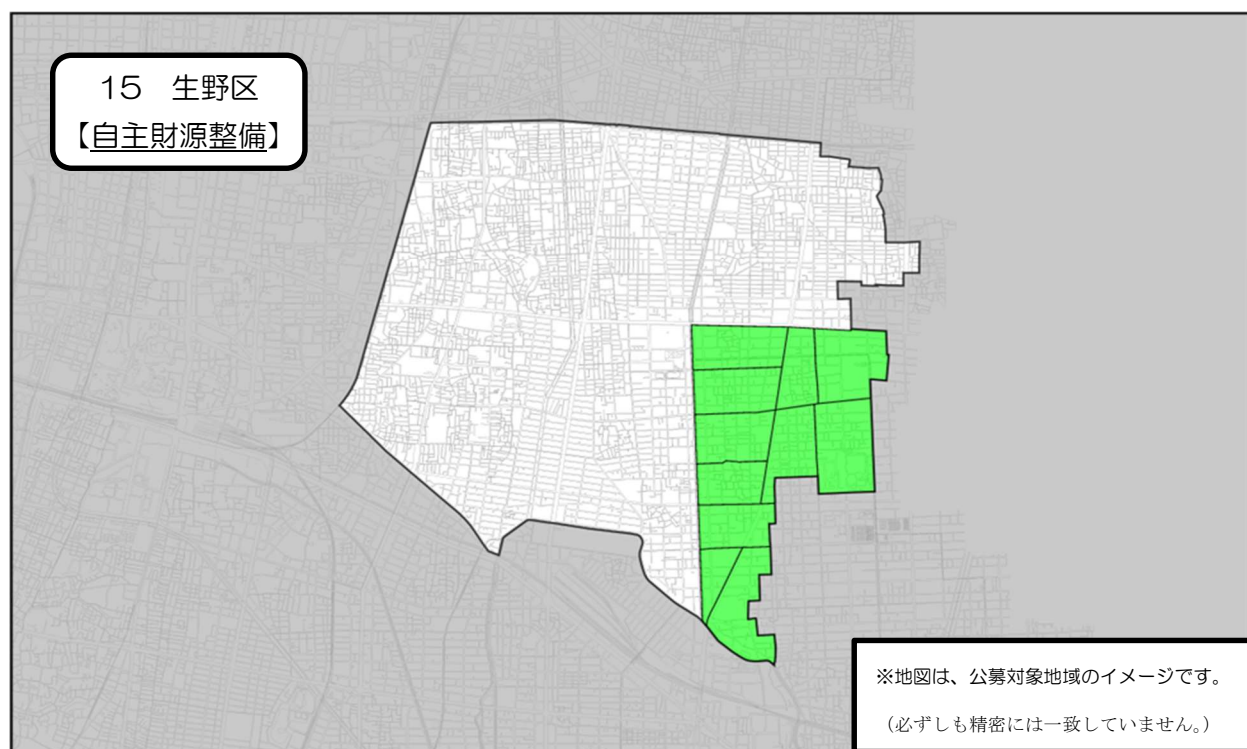 15 生野区
【自主財源整備】
※地図は、公募対象地域のイメージです。
（必ずしも精密には一致していません。）